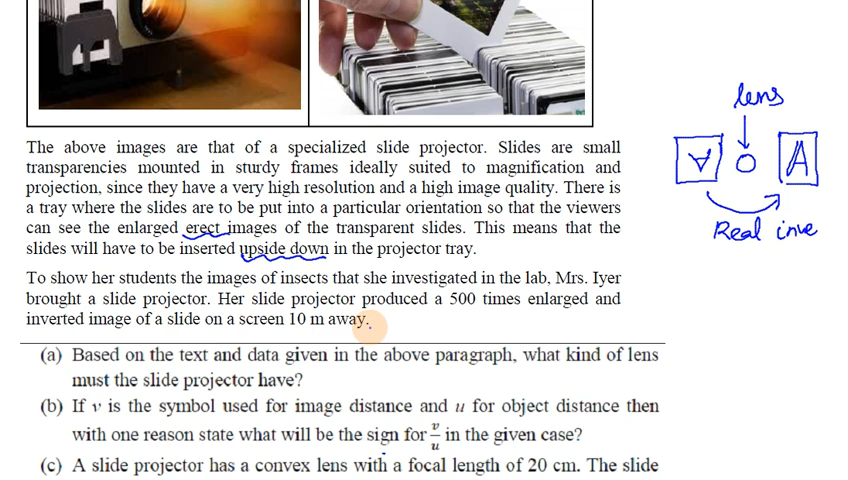 The above images are that of a specialized slide projector. Slides are small
transparencies mounted in sturdy frames ideally suited to magnification and
projection, since they have a very high resolution and a high image quality. There is
a tray where the slides are to be put into a particular orientation so that the viewers
can see the enlarged erect images of the transparent slides. This means that the
slides will have to be inserted upside down in the projector tray.
To show her students the images of insects that she investigated in the lab, Mrs. Iyer
brought a slide projector. Her slide projector produced a 500 times enlarged and
inverted image of a slide on a screen 10 m away.
(a) Based on the text and data given in the above paragraph, what kind of lens
must the slide projector have?
(b) If v is the symbol used for image distance and u for object distance then
with one reason state what will be the sign for v/u in the given case?
(c) A slide projector has a convex lens with a focal length of 20 cm. The slide
lens
∀ A
Real inve